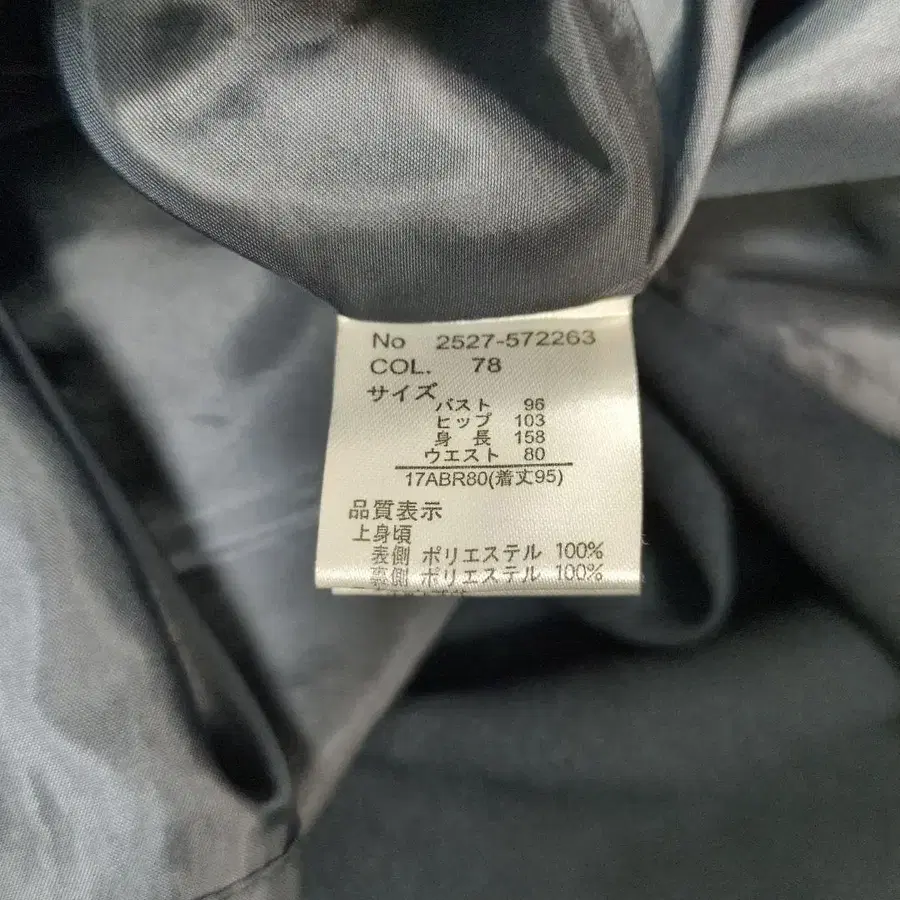 No 2527-572263
COL. 78
サイズ
バスト 96
ヒップ 103
身長 158
ウエスト 80
17ABR80(着丈95)
品質表示
上身頃
表側 ポリエステル 100%
裏側 ポリエステル 100%